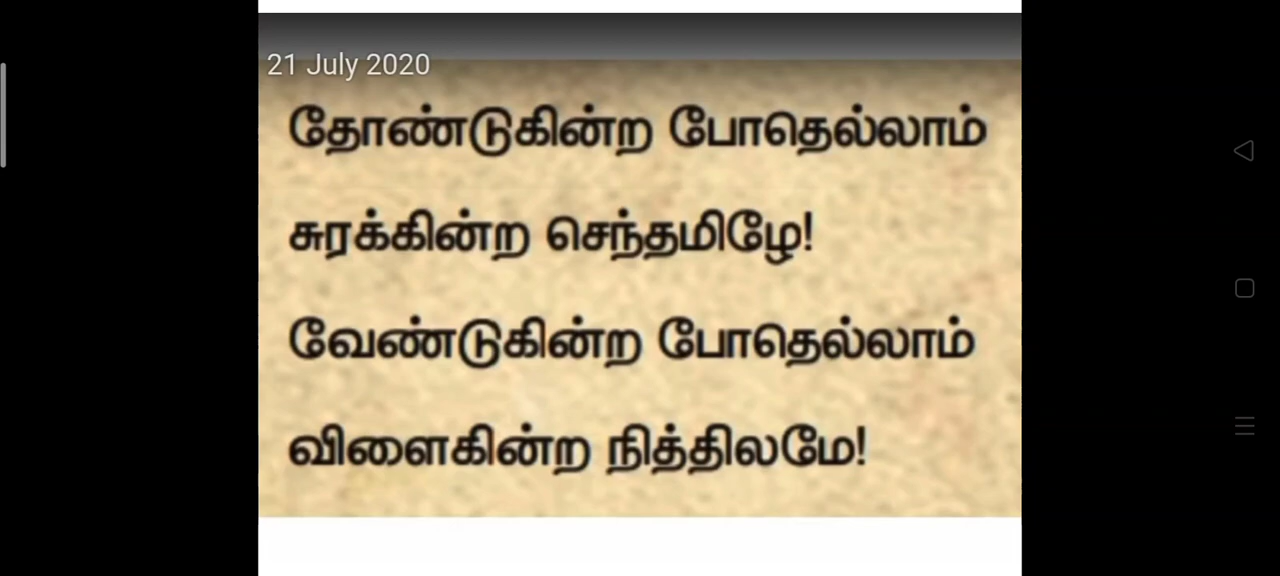 21 July 2020
தோண்டுகின்ற போதெல்லாம்
சுரக்கின்ற செந்தமிழே!
வேண்டுகின்ற போதெல்லாம்
விளைகின்ற நித்திலமே!